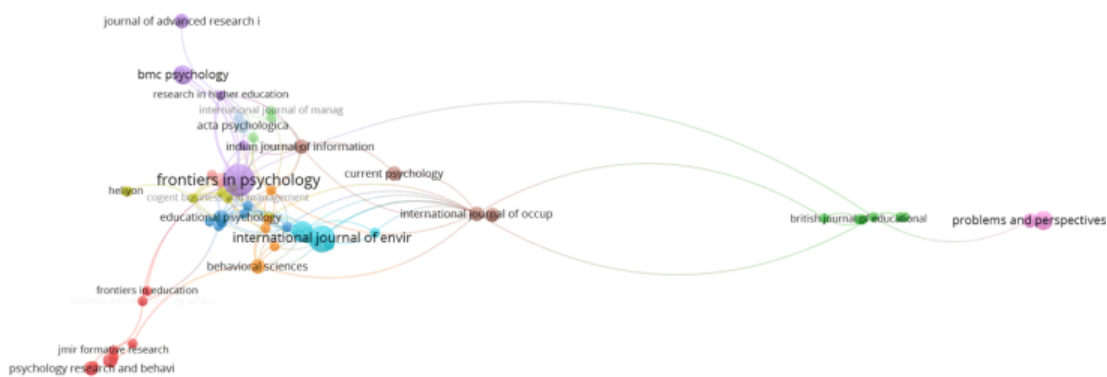 journal of advanced research i
bmc psychology
research in higher education
international journal of manag
acta psychologica
indian journal of information
current psychology
frontiers in psychology
heliyon
cogent business and management
international journal of occup
educational psychology
british journal of educational
problems and perspectives
international journal of envir
behavioral sciences
frontiers in education
jmir formative research
psychology research and behavi